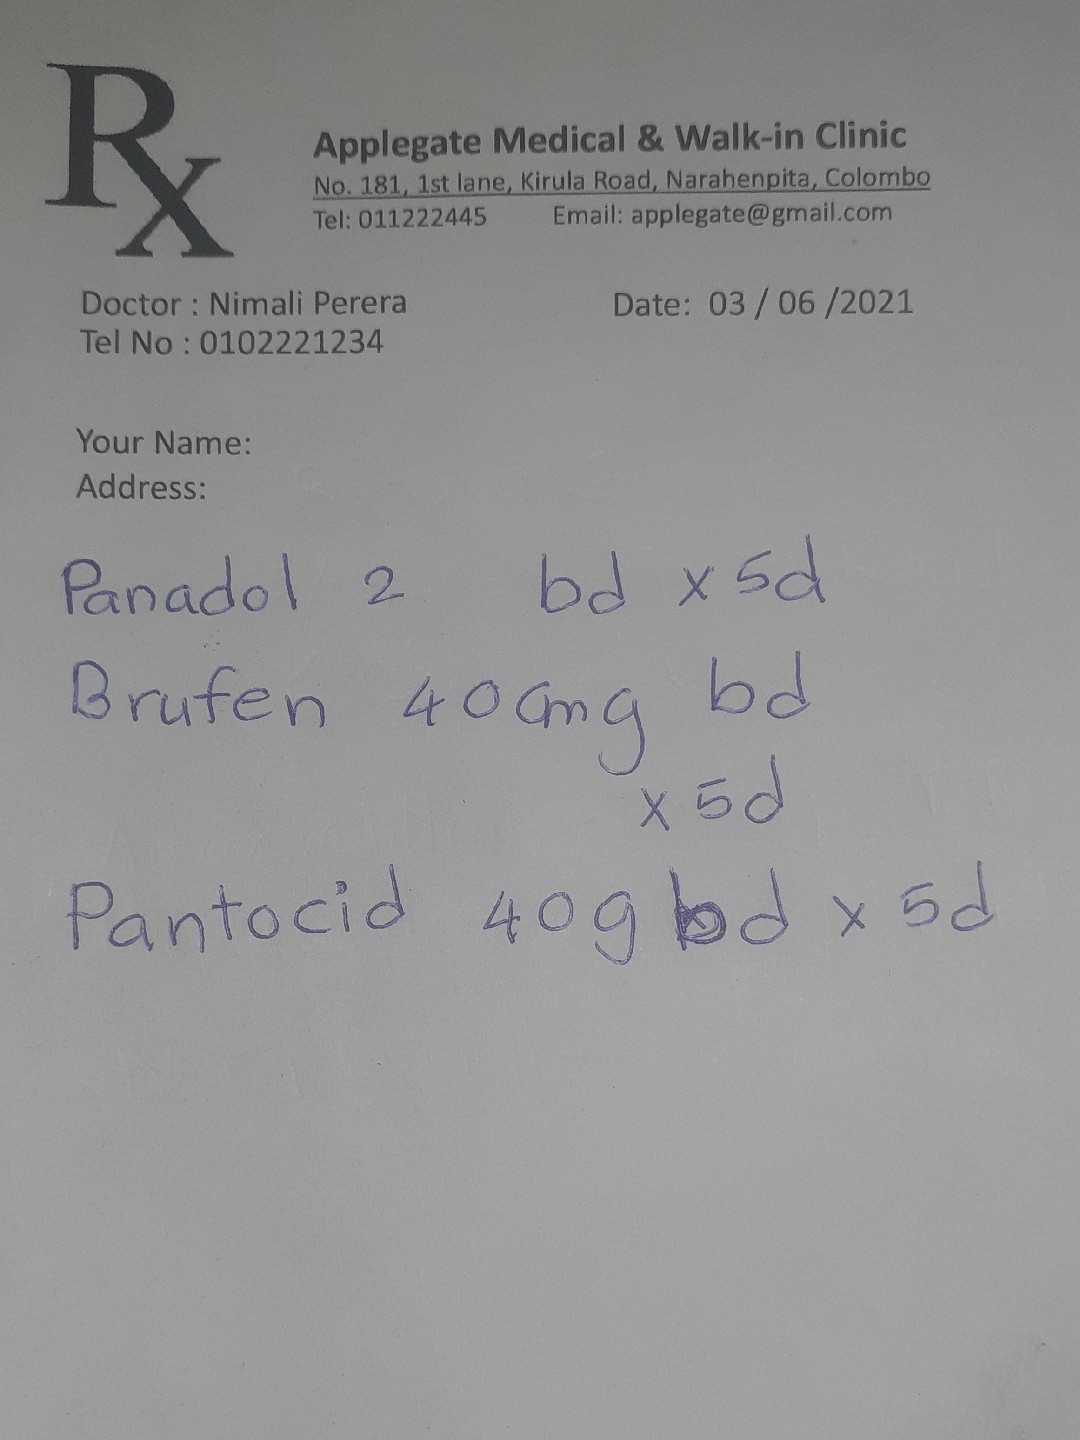 Rx
Applegate Medical & Walk-in Clinic
No. 181, 1st lane, Kirula Road, Narahenpita, Colombo
Tel: 011222445 Email: applegate@gmail.com
Doctor : Nimali Perera Date: 03 / 06 /2021
Tel No : 0102221234
Your Name:
Address:
Panadol 2 bd x 5d
Brufen 400mg bd
x 5d
Pantocid 40g bd x 5d